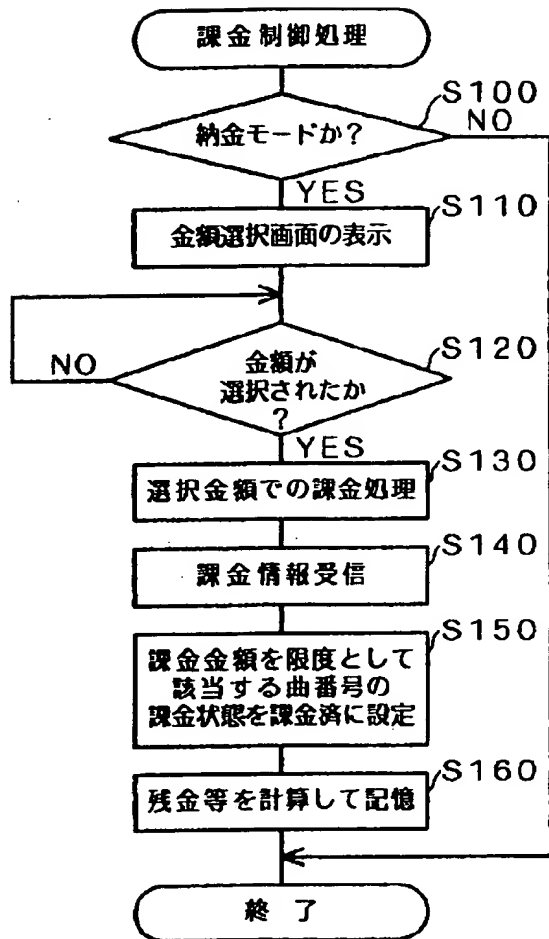 課金制御処理
S100
納金モードか？
NO
YES
S110
金額選択画面の表示
S120
NO
金額が
選択されたか
？
YES
S130
選択金額での課金処理
S140
課金情報受信
S150
課金金額を限度として
該当する曲番号の
課金状態を課金済に設定
S160
残金等を計算して記憶
終了